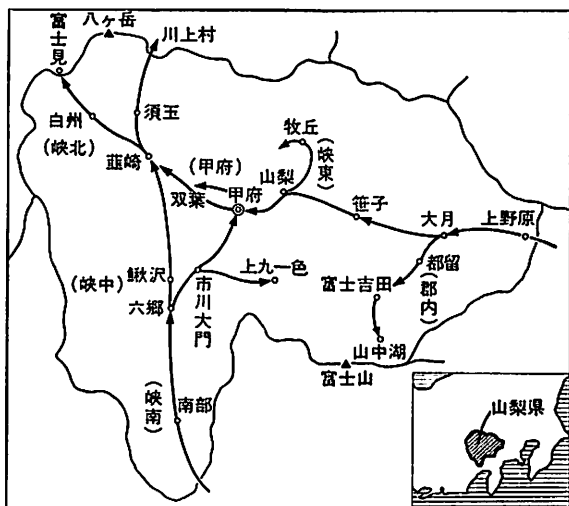 八ヶ岳
富士見
川上村
須玉
白州
(峡北)
韮崎
牧丘
(峡東)
(甲府)
山梨
双葉
甲府
笹子
大月
上野原
都留
(郡内)
富士吉田
山中湖
富士山
鰍沢
(峡中)
六郷
市川大門
上九一色
(峡南)
南部
山梨県